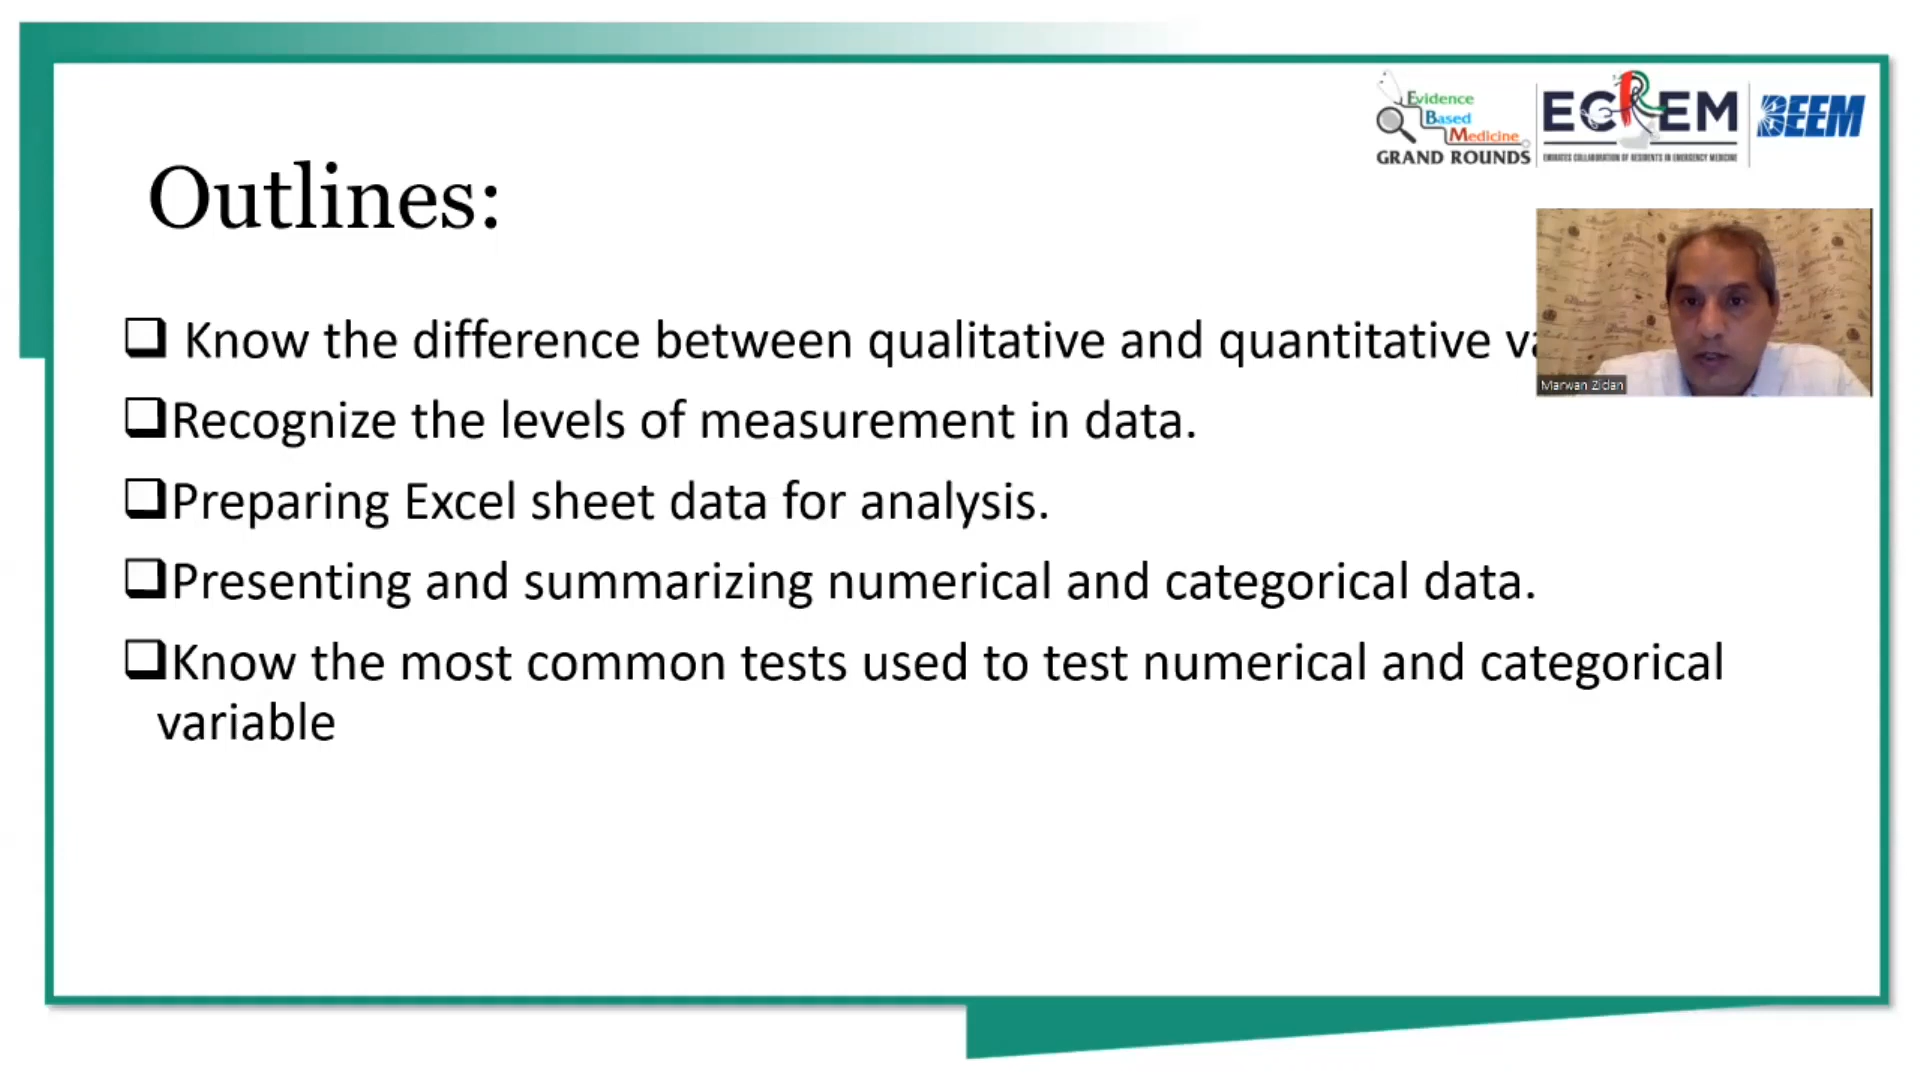 Evidence
Based
Medicine
GRAND ROUNDS
ECREM
EMIRATES COLLABORATION OF RESIDENTS IN EMERGENCY MEDICINE
BEEM
Outlines:
Know the difference between qualitative and quantitative
Marwan Zidan
Recognize the levels of measurement in data.
Preparing Excel sheet data for analysis.
Presenting and summarizing numerical and categorical data.
Know the most common tests used to test numerical and categorical
variable